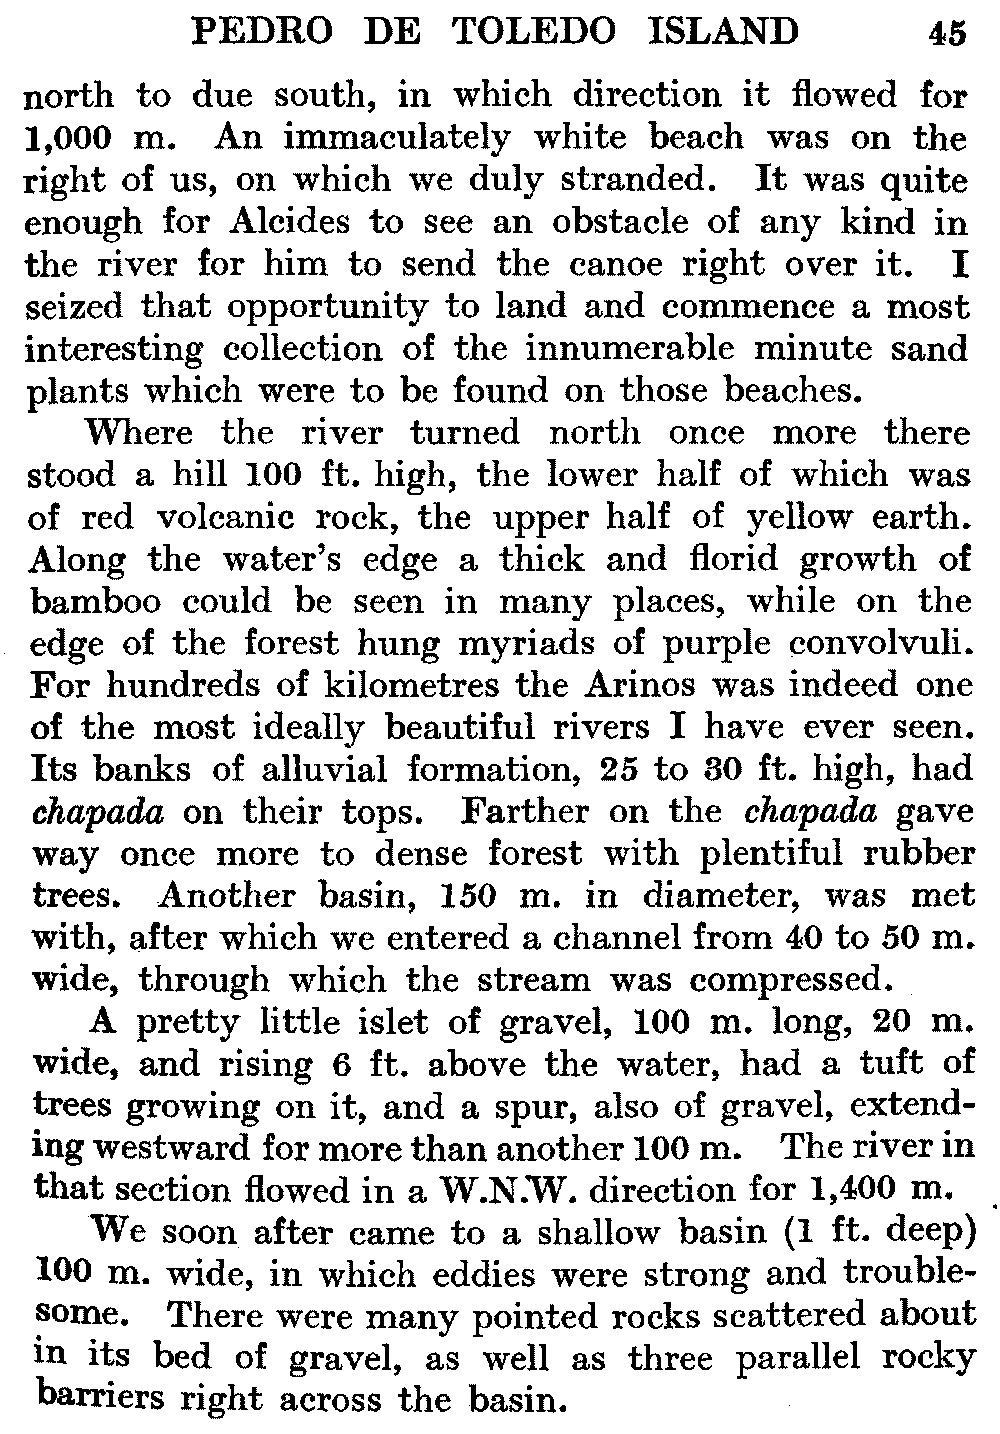 PEDRO DE TOLEDO ISLAND 45
north to due south, in which direction it flowed for
1,000 m. An immaculately white beach was on the
right of us, on which we duly stranded. It was quite
enough for Alcides to see an obstacle of any kind in
the river for him to send the canoe right over it. I
seized that opportunity to land and commence a most
interesting collection of the innumerable minute sand
plants which were to be found on those beaches.
Where the river turned north once more there
stood a hill 100 ft. high, the lower half of which was
of red volcanic rock, the upper half of yellow earth.
Along the water's edge a thick and florid growth of
bamboo could be seen in many places, while on the
edge of the forest hung myriads of purple convolvuli.
For hundreds of kilometres the Arinos was indeed one
of the most ideally beautiful rivers I have ever seen.
Its banks of alluvial formation, 25 to 30 ft. high, had
chapada on their tops. Farther on the chapada gave
way once more to dense forest with plentiful rubber
trees. Another basin, 150 m. in diameter, was met
with, after which we entered a channel from 40 to 50 m.
wide, through which the stream was compressed.
A pretty little islet of gravel, 100 m. long, 20 m.
wide, and rising 6 ft. above the water, had a tuft of
trees growing on it, and a spur, also of gravel, extend-
ing westward for more than another 100 m. The river in
that section flowed in a W.N.W. direction for 1,400 m.
We soon after came to a shallow basin (1 ft. deep)
100 m. wide, in which eddies were strong and trouble-
some. There were many pointed rocks scattered about
in its bed of gravel, as well as three parallel rocky
barriers right across the basin.